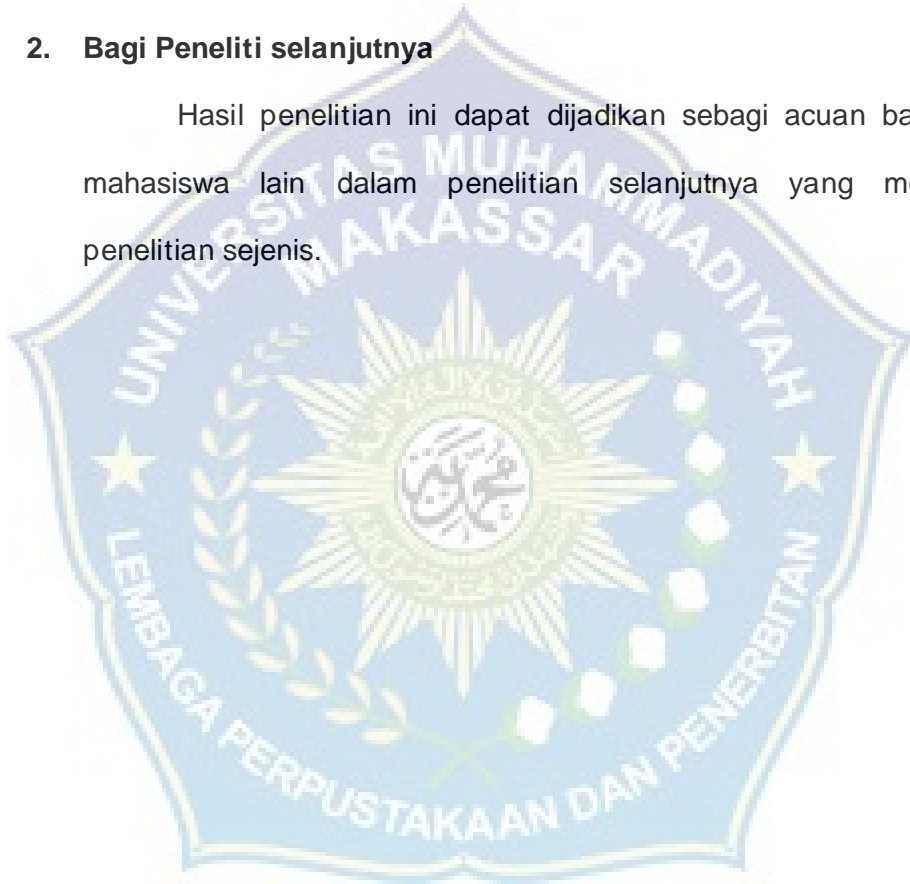 2. Bagi Peneliti selanjutnya
Hasil penelitian ini dapat dijadikan sebagi acuan ba
mahasiswa lain dalam penelitian selanjutnya yang me
penelitian sejenis.
UNIVERSITAS MUHAMMADIYAH
MAKASSAR
LEMBAGA PERPUSTAKAAN DAN PENERBITAN